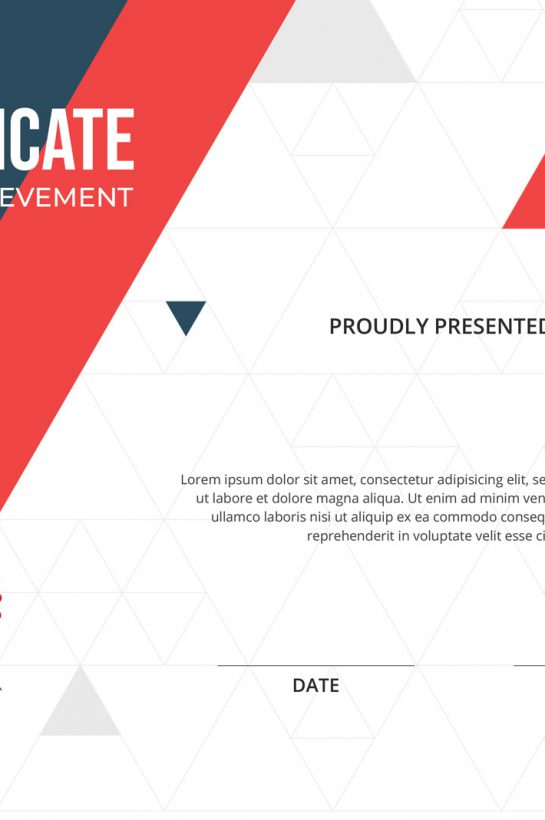 ICATE
EVEMENT
PROUDLY PRESENTED
Lorem ipsum dolor sit amet, consectetur adipisicing elit, se
ut labore et dolore magna aliqua. Ut enim ad minim ven
ullamco laboris nisi ut aliquip ex ea commodo conseq
reprehenderit in voluptate velit esse ci
DATE